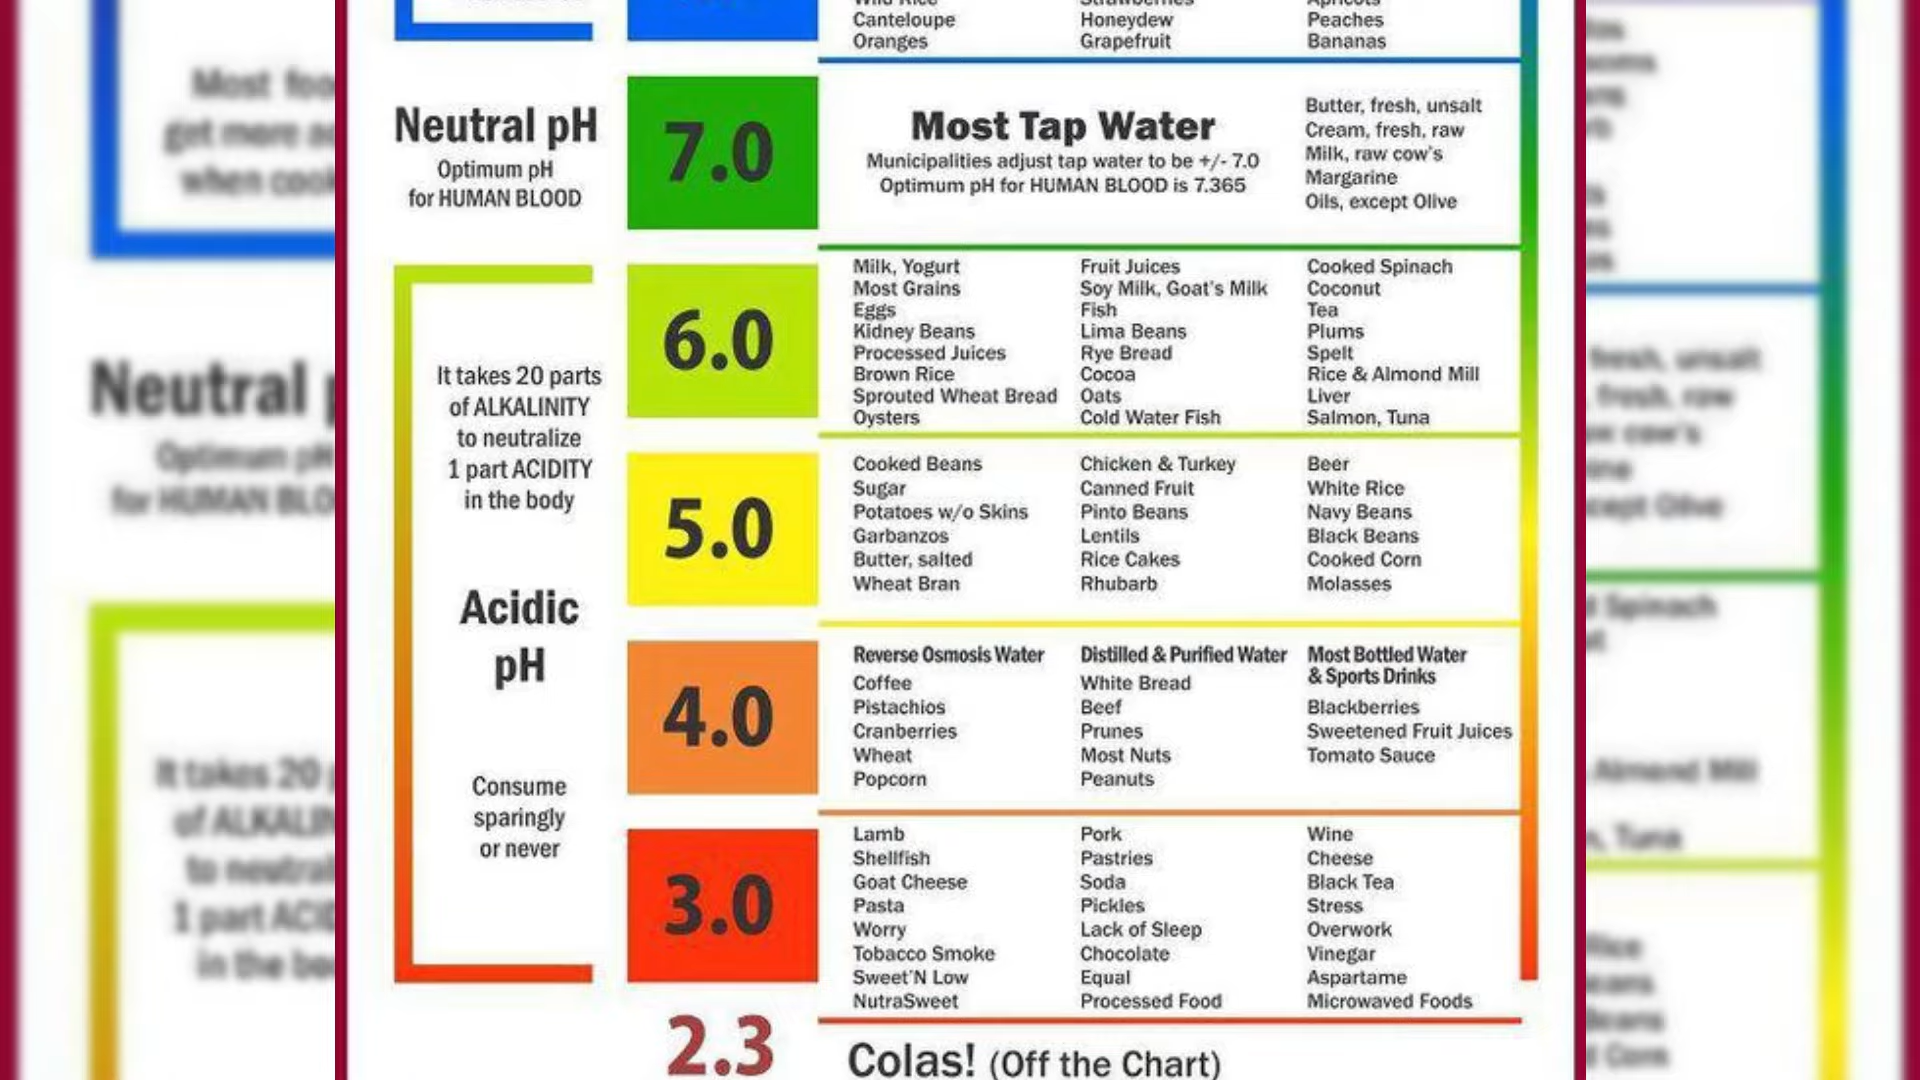 Canteloupe Honeydew Peaches
Oranges Grapefruit Bananas
Neutral pH
Optimum pH
for HUMAN BLOOD
7.0
Most Tap Water
Municipalities adjust tap water to be +/- 7.0
Optimum pH for HUMAN BLOOD is 7.365
Butter, fresh, unsalt
Cream, fresh, raw
Milk, raw cow's
Margarine
Oils, except Olive
It takes 20 parts
of ALKALINITY
to neutralize
1 part ACIDITY
in the body
Acidic
pH
Consume
sparingly
or never
6.0
Milk, Yogurt Fruit Juices Cooked Spinach
Most Grains Soy Milk, Goat's Milk Coconut
Eggs Fish Tea
Kidney Beans Lima Beans Plums
Processed Juices Rye Bread Spelt
Brown Rice Cocoa Rice & Almond Mill
Sprouted Wheat Bread Oats Liver
Oysters Cold Water Fish Salmon, Tuna
5.0
Cooked Beans Chicken & Turkey Beer
Sugar Canned Fruit White Rice
Potatoes w/o Skins Pinto Beans Navy Beans
Garbanzos Lentils Black Beans
Butter, salted Rice Cakes Cooked Corn
Wheat Bran Rhubarb Molasses
4.0
Reverse Osmosis Water Distilled & Purified Water Most Bottled Water
& Sports Drinks
Coffee White Bread
Pistachios Beef Blackberries
Cranberries Prunes Sweetened Fruit Juices
Wheat Most Nuts Tomato Sauce
Popcorn Peanuts
3.0
Lamb Pork Wine
Shellfish Pastries Cheese
Goat Cheese Soda Black Tea
Pasta Pickles Stress
Worry Lack of Sleep Overwork
Tobacco Smoke Chocolate Vinegar
Sweet'N Low Equal Aspartame
NutraSweet Processed Food Microwaved Foods
2.3
Colas! (Off the Chart)